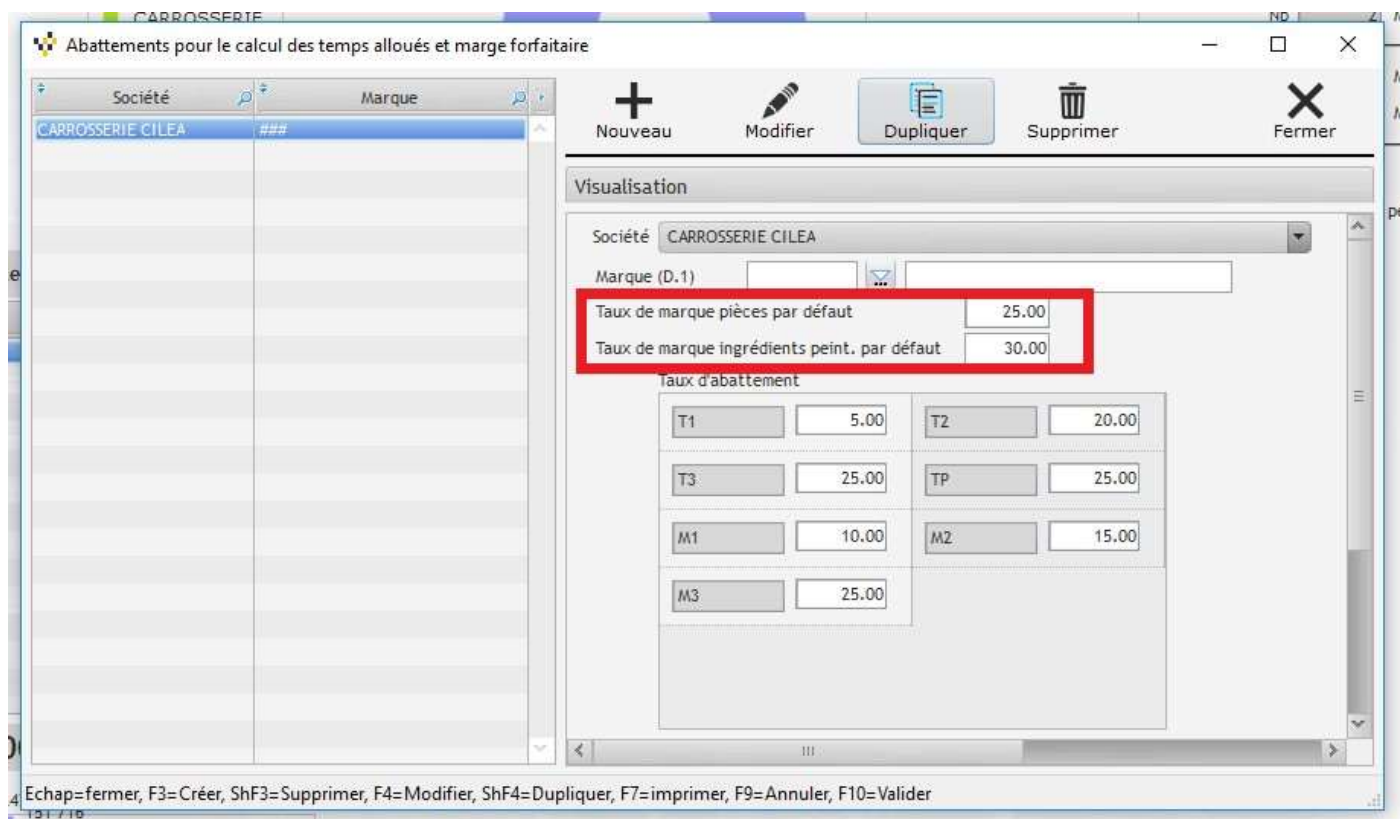 CARROSSERIE
ND
Abattements pour le calcul des temps alloués et marge forfaitaire
Société Marque
CARROSSERIE CILEA ###
Nouveau Modifier Dupliquer Supprimer Fermer
Visualisation
Société CARROSSERIE CILEA
Marque (D.1)
Taux de marque pièces par défaut 25.00
Taux de marque ingrédients peint. par défaut 30.00
Taux d'abattement
T1 5.00 T2 20.00
T3 25.00 TP 25.00
M1 10.00 M2 15.00
M3 25.00
Echap=fermer, F3=Créer, ShF3=Supprimer, F4=Modifier, ShF4=Dupliquer, F7=imprimer, F9=Annuler, F10=Valider